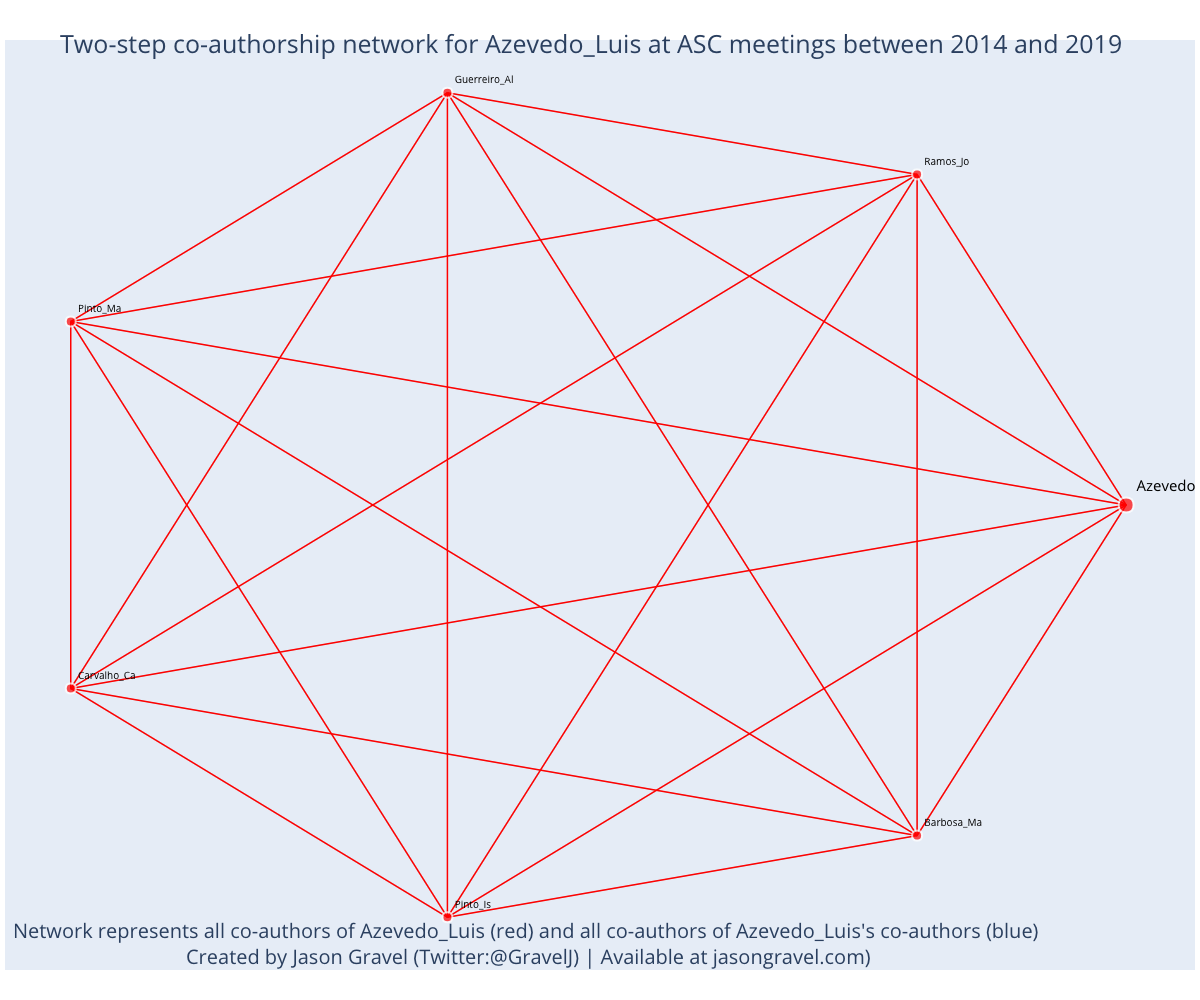 Two-step co-authorship network for Azevedo_Luis at ASC meetings between 2014 and 2019
Guerreiro_Al
Ramos_Jo
Pinto_Ma
Azevedo
Carvalho_Ca
Barbosa_Ma
Pinto_Is
Network represents all co-authors of Azevedo_Luis (red) and all co-authors of Azevedo_Luis's co-authors (blue)
Created by Jason Gravel (Twitter:@GravelJ) | Available at jasongravel.com)